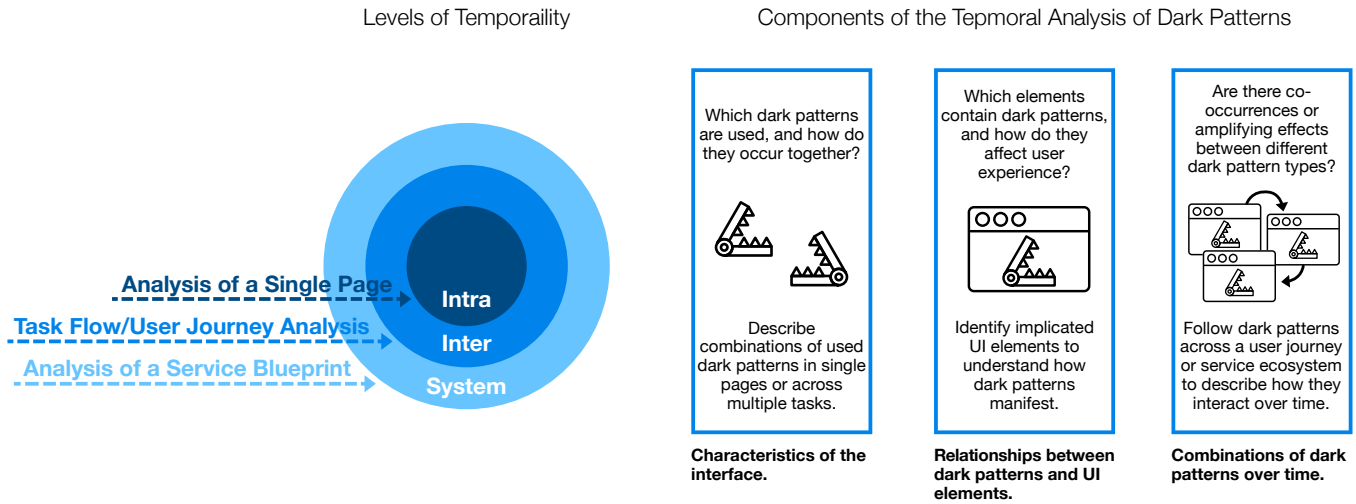 Levels of Temporaility
Analysis of a Single Page
Task Flow/User Journey Analysis
Analysis of a Service Blueprint
Intra
Inter
System
Components of the Tepmoral Analysis of Dark Patterns
Which dark patterns
are used, and how do
they occur together?
Describe
combinations of used
dark patterns in single
pages or across
multiple tasks.
Characteristics of the
interface.
Which elements
contain dark patterns,
and how do they
affect user
experience?
Identify implicated
UI elements to
understand how
dark patterns
manifest.
Relationships between
dark patterns and UI
elements.
Are there co-
occurrences or
amplifying effects
between different
dark pattern types?
Follow dark patterns
across a user journey
or service ecosystem
to describe how they
interact over time.
Combinations of dark
patterns over time.